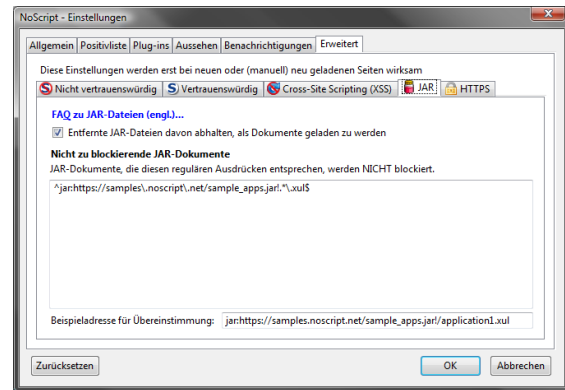 NoScript - Einstellungen
Allgemein Positivliste Plug-ins Aussehen Benachrichtigungen Erweitert
Diese Einstellungen werden erst bei neuen oder (manuell) neu geladenen Seiten wirksam
Nicht vertrauenswürdig Vertrauenswürdig Cross-Site Scripting (XSS) JAR HTTPS
FAQ zu JAR-Dateien (engl.)...
Entfernte JAR-Dateien davon abhalten, als Dokumente geladen zu werden
Nicht zu blockierende JAR-Dokumente
JAR-Dokumente, die diesen regulären Ausdrücken entsprechen, werden NICHT blockiert.
^jar:https://samples\.noscript\.net/sample_apps.jar!.*\.xul$
Beispieladresse für Übereinstimmung: jar:https://samples.noscript.net/sample_apps.jar!/application1.xul
Zurücksetzen OK Abbrechen